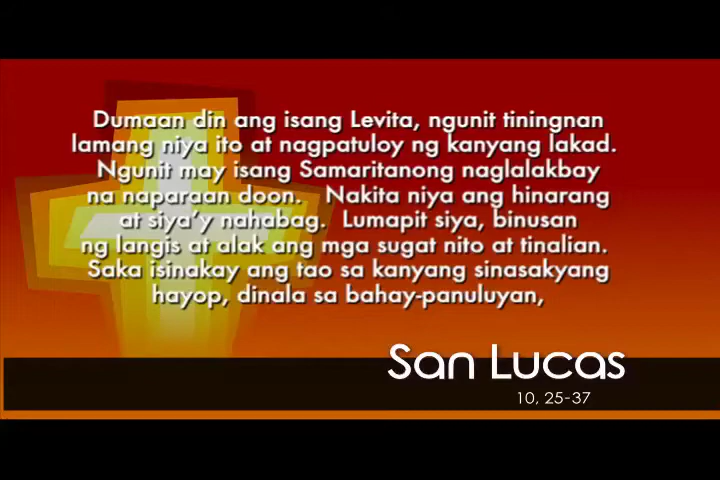 Dumaan din ang isang Levita, ngunit tiningnan
lamang niya ito at nagpatuloy ng kanyang lakad.
Ngunit may isang Samaritanong naglalakbay
na naparaan doon. Nakita niya ang hinarang
at siya'y nahabag. Lumapit siya, binusan
ng langis at alak ang mga sugat nito at tinalian.
Saka isinakay ang tao sa kanyang sinasakyang
hayop, dinala sa bahay-panuluyan,
San Lucas
10, 25-37